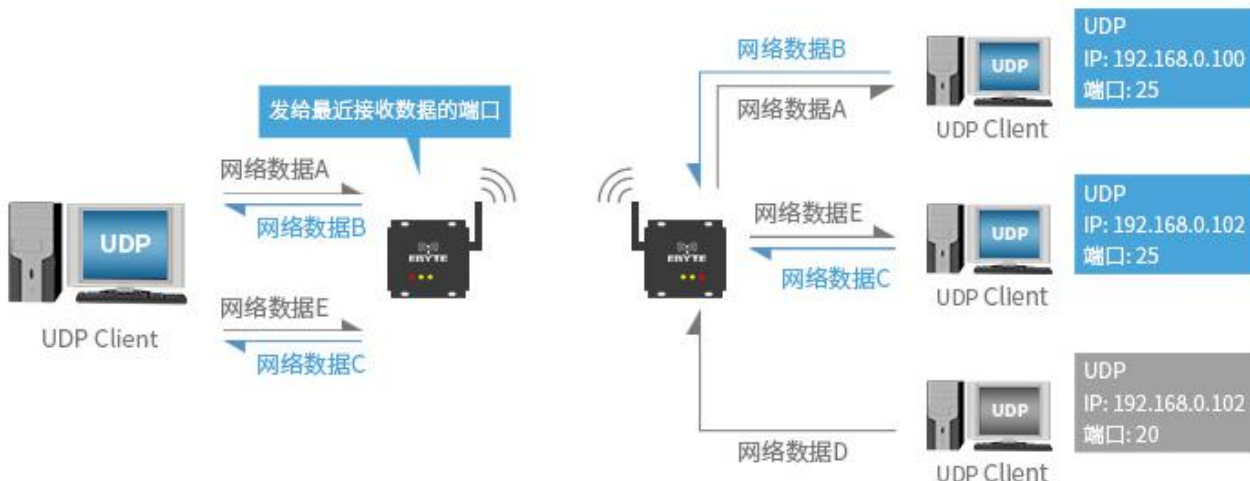 发给最近接收数据的端口
网络数据A
网络数据B
UDP
EBYTE
网络数据E
网络数据C
UDP Client
网络数据B
网络数据A
UDP
UDP Client
UDP
IP: 192.168.0.100
端口: 25
EBYTE
网络数据E
网络数据C
UDP
UDP Client
UDP
IP: 192.168.0.102
端口: 25
网络数据D
UDP
UDP Client
UDP
IP: 192.168.0.102
端口: 20